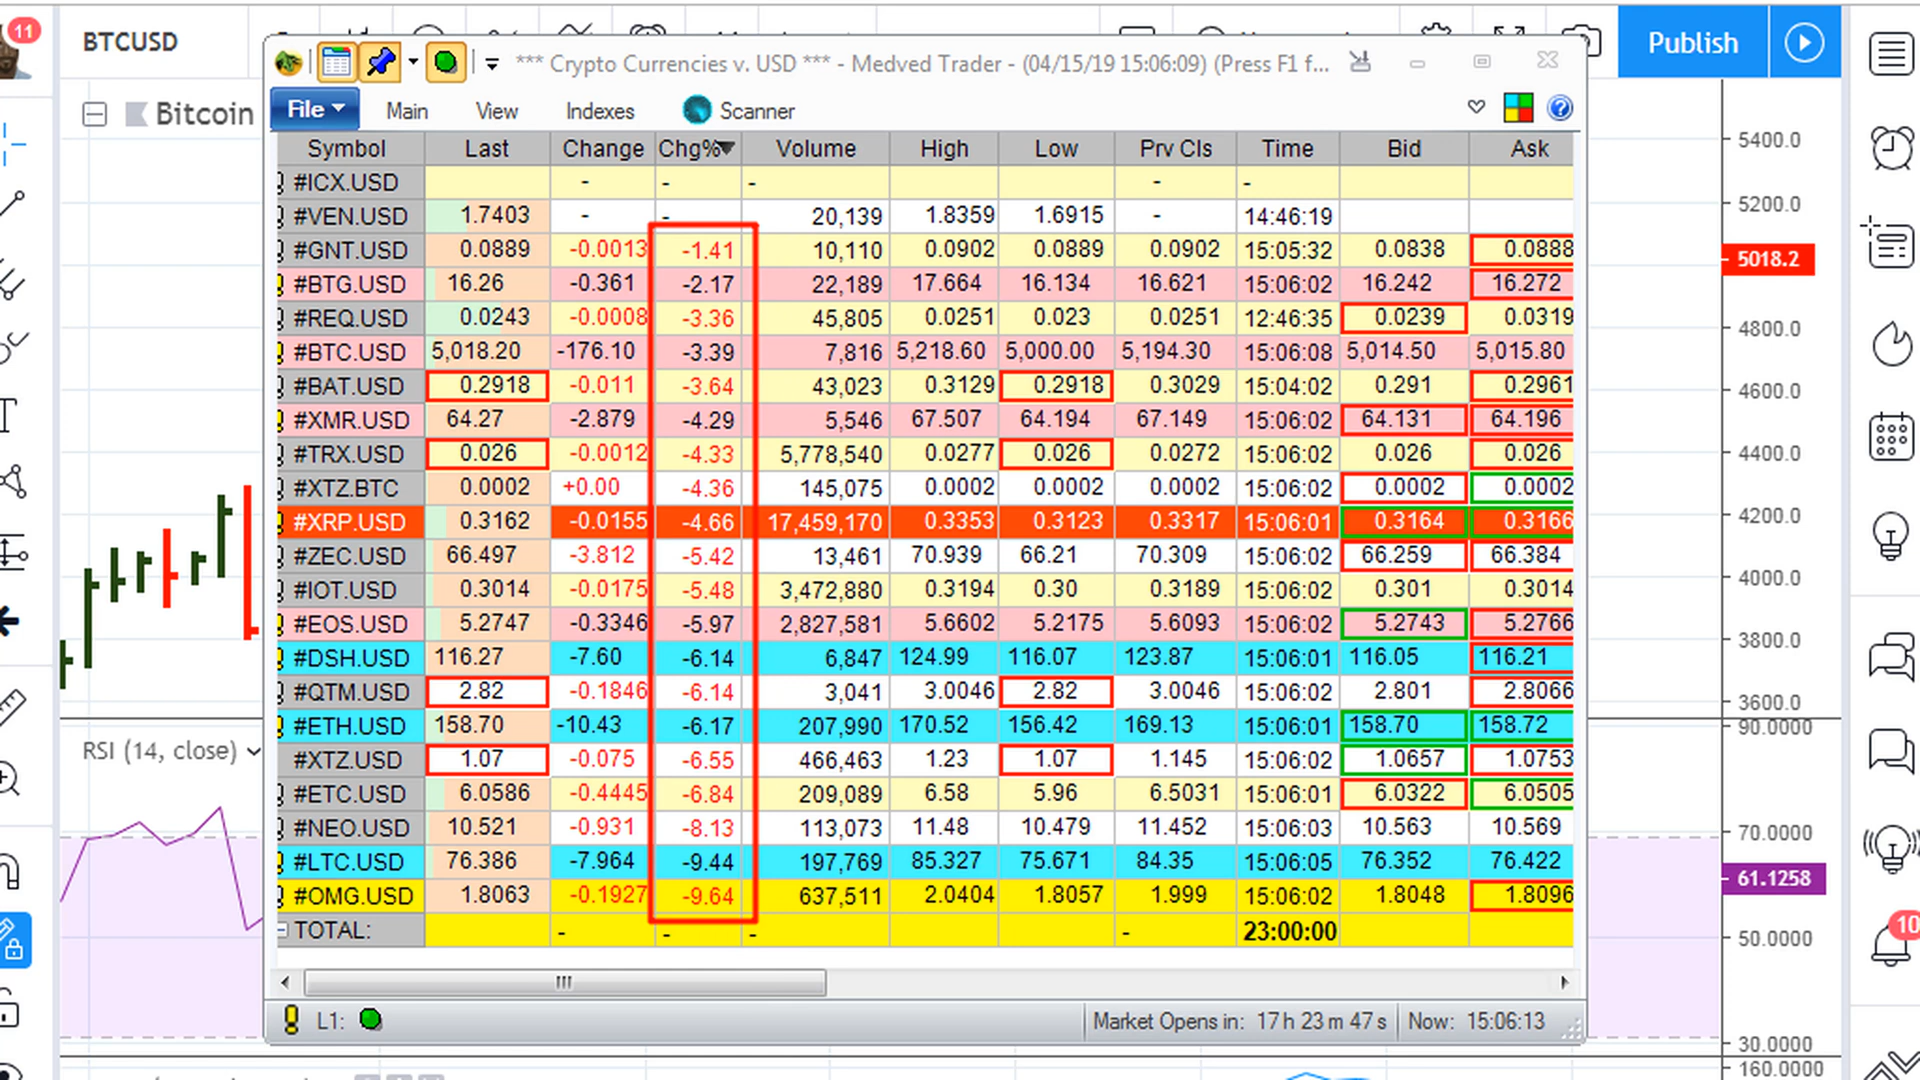 11
BTCUSD
Publish
*** Crypto Currencies v. USD *** - Medved Trader - (04/15/19 15:06:09) (Press F1 f...
File Main View Indexes Scanner
Bitcoin
Symbol Last Change Chg% Volume High Low Prv Cls Time Bid Ask
#ICX.USD - - - - -
#VEN.USD 1.7403 - - 20,139 1.8359 1.6915 - 14:46:19
#GNT.USD 0.0889 -0.0013 -1.41 10,110 0.0902 0.0889 0.0902 15:05:32 0.0838 0.0888
#BTG.USD 16.26 -0.361 -2.17 22,189 17.664 16.134 16.621 15:06:02 16.242 16.272
#REQ.USD 0.0243 -0.0008 -3.36 45,805 0.0251 0.023 0.0251 12:46:35 0.0239 0.0319
#BTC.USD 5,018.20 -176.10 -3.39 7,816 5,218.60 5,000.00 5,194.30 15:06:08 5,014.50 5,015.80
#BAT.USD 0.2918 -0.011 -3.64 43,023 0.3129 0.2918 0.3029 15:04:02 0.291 0.2961
#XMR.USD 64.27 -2.879 -4.29 5,546 67.507 64.194 67.149 15:06:02 64.131 64.196
#TRX.USD 0.026 -0.0012 -4.33 5,778,540 0.0277 0.026 0.0272 15:06:02 0.026 0.026
#XTZ.BTC 0.0002 +0.00 -4.36 145,075 0.0002 0.0002 0.0002 15:06:02 0.0002 0.0002
#XRP.USD 0.3162 -0.0155 -4.66 17,459,170 0.3353 0.3123 0.3317 15:06:01 0.3164 0.3166
#ZEC.USD 66.497 -3.812 -5.42 13,461 70.939 66.21 70.309 15:06:02 66.259 66.384
#IOT.USD 0.3014 -0.0175 -5.48 3,472,880 0.3194 0.30 0.3189 15:06:02 0.301 0.3014
#EOS.USD 5.2747 -0.3346 -5.97 2,827,581 5.6602 5.2175 5.6093 15:06:02 5.2743 5.2766
#DSH.USD 116.27 -7.60 -6.14 6,847 124.99 116.07 123.87 15:06:01 116.05 116.21
#QTM.USD 2.82 -0.1846 -6.14 3,041 3.0046 2.82 3.0046 15:06:02 2.801 2.8066
#ETH.USD 158.70 -10.43 -6.17 207,990 170.52 156.42 169.13 15:06:01 158.70 158.72
#XTZ.USD 1.07 -0.075 -6.55 466,463 1.23 1.07 1.145 15:06:02 1.0657 1.0753
#ETC.USD 6.0586 -0.4445 -6.84 209,089 6.58 5.96 6.5031 15:06:01 6.0322 6.0505
#NEO.USD 10.521 -0.931 -8.13 113,073 11.48 10.479 11.452 15:06:03 10.563 10.569
#LTC.USD 76.386 -7.964 -9.44 197,769 85.327 75.671 84.35 15:06:05 76.352 76.422
#OMG.USD 1.8063 -0.1927 -9.64 637,511 2.0404 1.8057 1.999 15:06:02 1.8048 1.8096
TOTAL: - - - - 23:00:00
L1: Market Opens in: 17 h 23 m 47 s Now: 15:06:13
RSI (14, close)
5400.0
5200.0
5018.2
4800.0
4600.0
4400.0
4200.0
4000.0
3800.0
3600.0
90.0000
70.0000
61.1258
50.0000
30.0000
160.0000
10